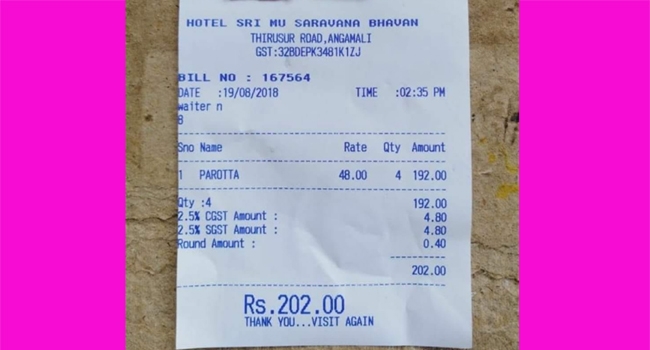 HOTEL SRI MU SARAVANA BHAVAN
THIRUSUR ROAD,ANGAMALI
GST:32BDEPK3481K1ZJ
BILL NO : 167564
DATE :19/08/2018 TIME :02:35 PM
waiter n
8
Sno Name Rate Qty Amount
1 PAROTTA 48.00 4 192.00
Qty :4 192.00
2.5% CGST Amount : 4.80
2.5% SGST Amount : 4.80
Round Amount : 0.40
202.00
Rs.202.00
THANK YOU...VISIT AGAIN